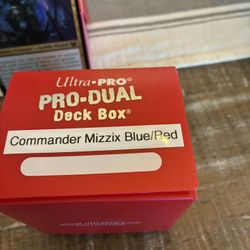 Ultra•PRO®
PRO-DUAL
Deck Box®
Commander Mizzix Blue/Red